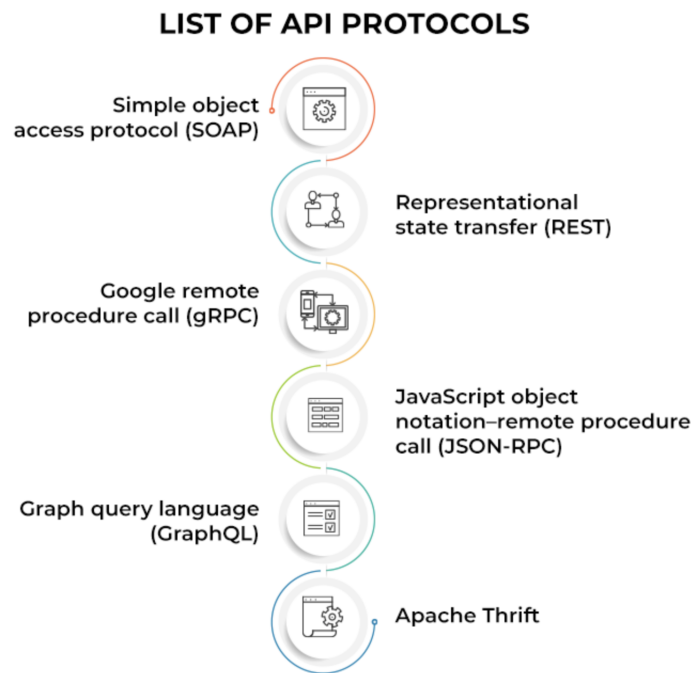 LIST OF API PROTOCOLS
Simple object
access protocol (SOAP)
Representational
state transfer (REST)
Google remote
procedure call (gRPC)
JavaScript object
notation–remote procedure
call (JSON-RPC)
Graph query language
(GraphQL)
Apache Thrift